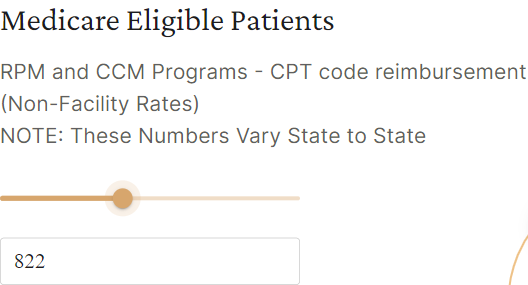 Medicare Eligible Patients
RPM and CCM Programs - CPT code reimbursement
(Non-Facility Rates)
NOTE: These Numbers Vary State to State
822